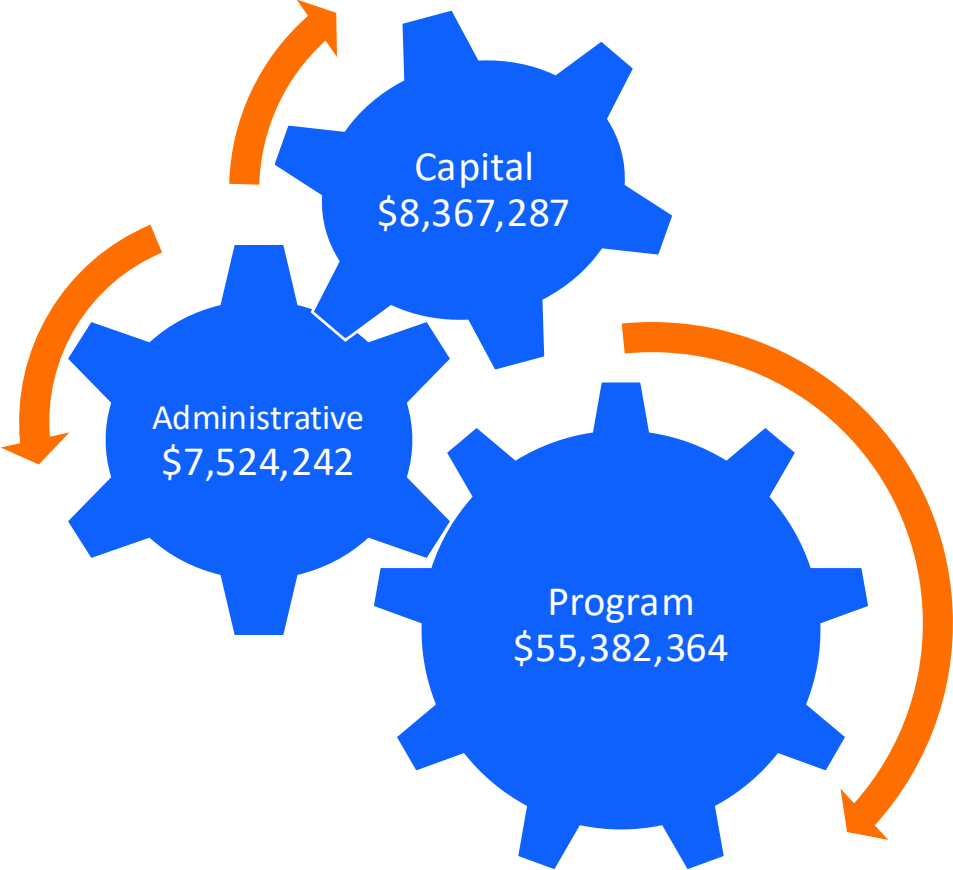 Capital
$8,367,287
Administrative
$7,524,242
Program
$55,382,364